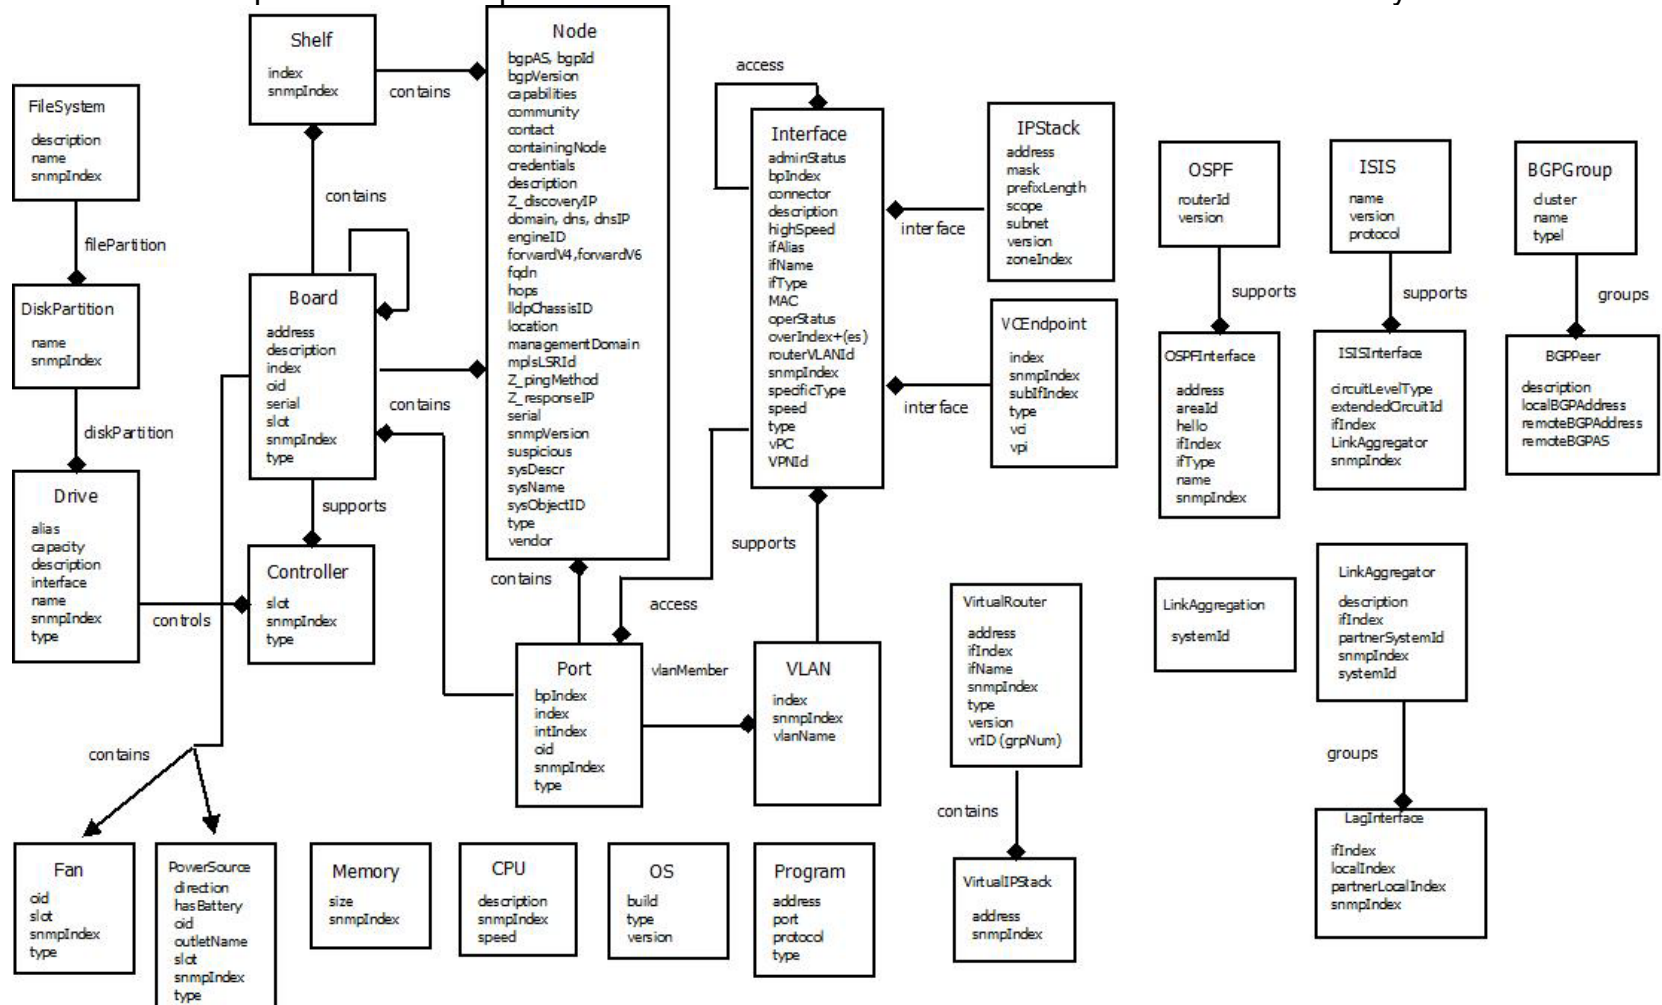 Shelf
index
snmpIndex
contains
Node
bgpAS, bgpId
bgpVersion
capabilities
community
contact
containingNode
credentials
description
Z_discoveryIP
domain, dns, dnsIP
engineID
forwardV4,forwardV6
fqdn
hops
lldpChassisID
location
managementDomain
mplsLSRId
Z_pingMethod
Z_responseIP
serial
snmpVersion
suspicious
sysDescr
sysName
sysObjectID
type
vendor
access
Interface
adminStatus
bpIndex
connector
description
highSpeed
ifAlias
ifName
ifType
MAC
operStatus
overIndex+(es)
routerVLANId
snmpIndex
specificType
speed
type
vPC
VPNId
interface
IPStack
address
mask
prefixLength
scope
subnet
version
zoneIndex
interface
VCEndpoint
index
snmpIndex
subIfIndex
type
vci
vpi
OSPF
routerId
version
supports
OSPFInterface
address
areaId
hello
ifIndex
ifType
name
snmpIndex
ISIS
name
version
protocol
supports
ISISInterface
circuitLevelType
extendedCircuitId
ifIndex
LinkAggregator
snmpIndex
BGPGroup
cluster
name
typel
groups
BGPPeer
description
localBGPAddress
remoteBGPAddress
remoteBGPAS
FileSystem
description
name
snmpIndex
filePartition
DiskPartition
name
snmpIndex
diskPartition
Drive
alias
capacity
description
interface
name
snmpIndex
type
controls
contains
Board
address
description
index
oid
serial
slot
snmpIndex
type
contains
supports
Controller
slot
snmpIndex
type
contains
access
supports
Port
bpIndex
index
intIndex
oid
snmpIndex
type
vlanMember
VLAN
index
snmpIndex
vlanName
VirtualRouter
address
ifIndex
ifName
snmpIndex
type
version
vrID (grpNum)
contains
VirtualIPStack
address
snmpIndex
LinkAggregation
systemId
LinkAggregator
description
ifIndex
partnerSystemId
snmpIndex
systemId
groups
LagInterface
ifIndex
localIndex
partnerLocalIndex
snmpIndex
contains
Fan
oid
slot
snmpIndex
type
PowerSource
direction
hasBattery
oid
outletName
slot
snmpIndex
type
Memory
size
snmpIndex
CPU
description
snmpIndex
speed
OS
build
type
version
Program
address
port
protocol
type